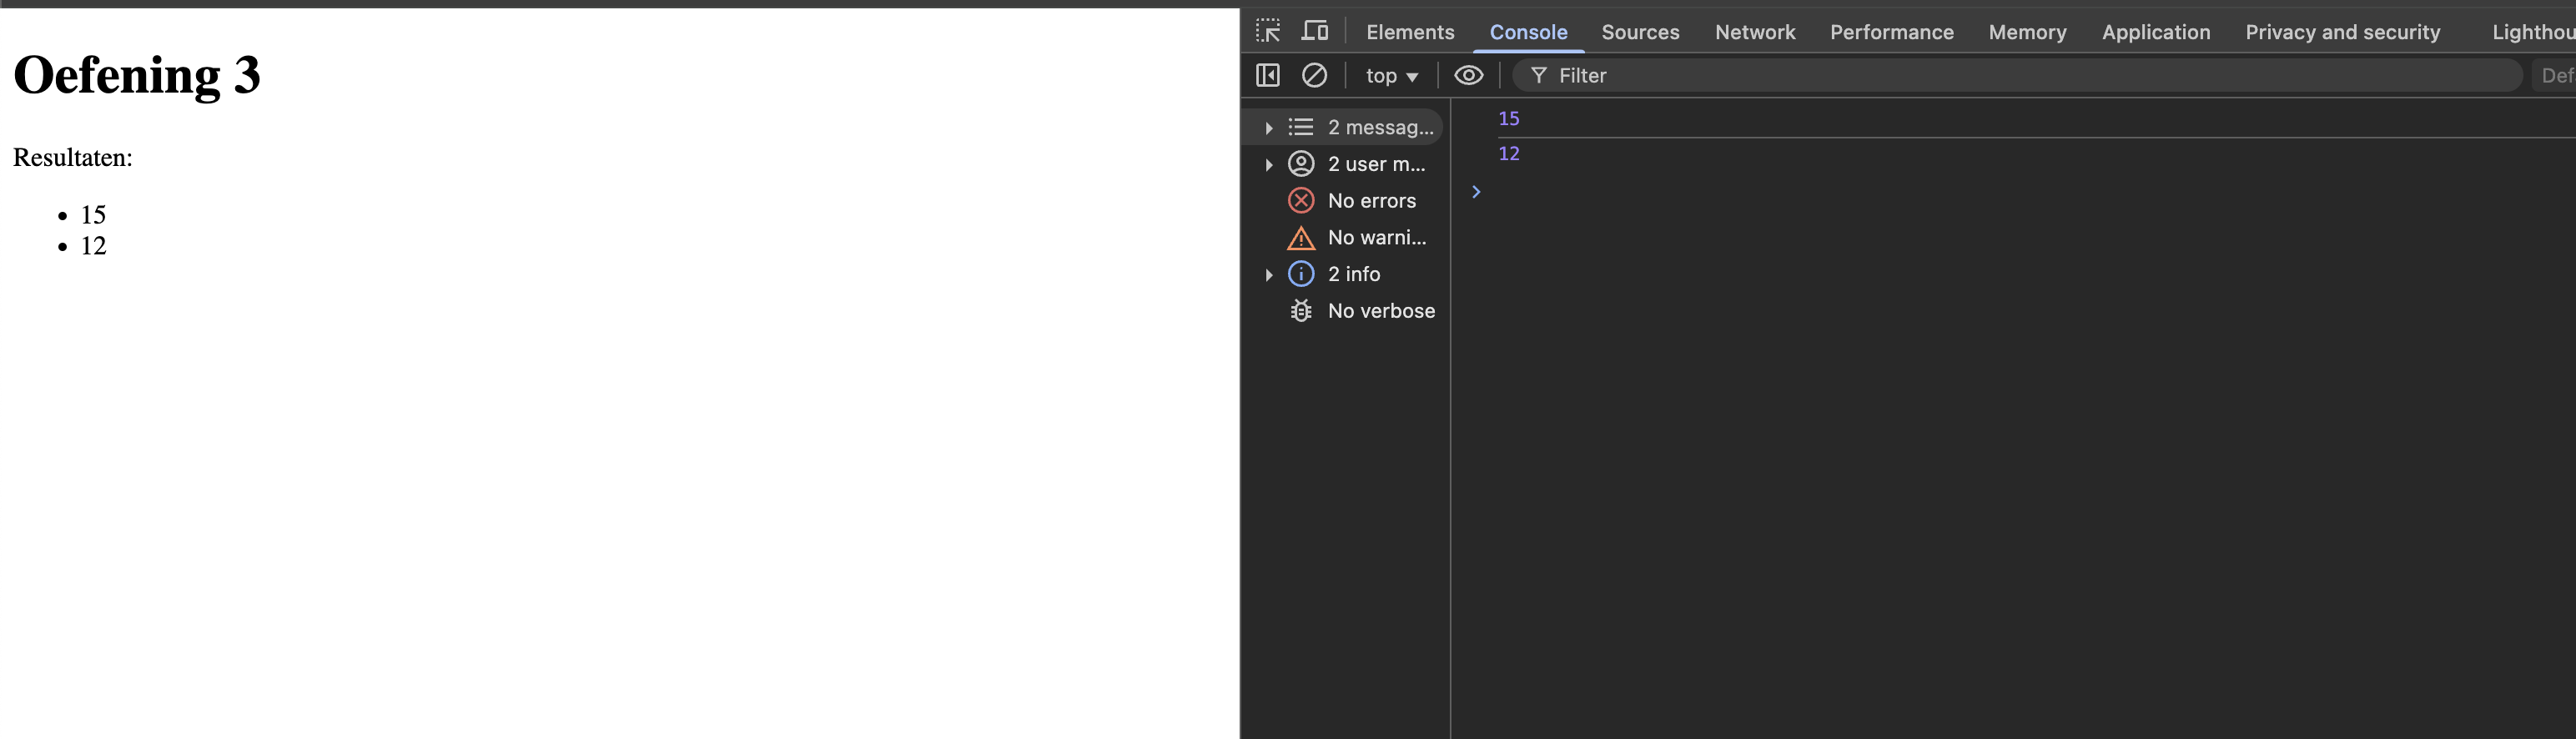 Oefening 3
Resultaten:
15
12
Elements Console Sources Network Performance Memory Application Privacy and security Lighthou
top Filter Def
2 messag...
2 user m...
No errors
No warni...
2 info
No verbose
15
12